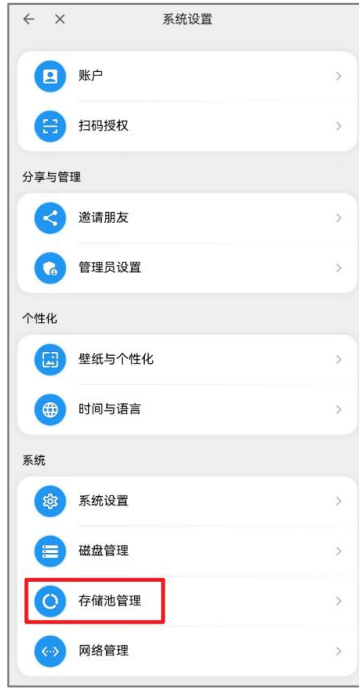 系统设置
账户
扫码授权
分享与管理
邀请朋友
管理员设置
个性化
壁纸与个性化
时间与语言
系统
系统设置
磁盘管理
存储池管理
网络管理